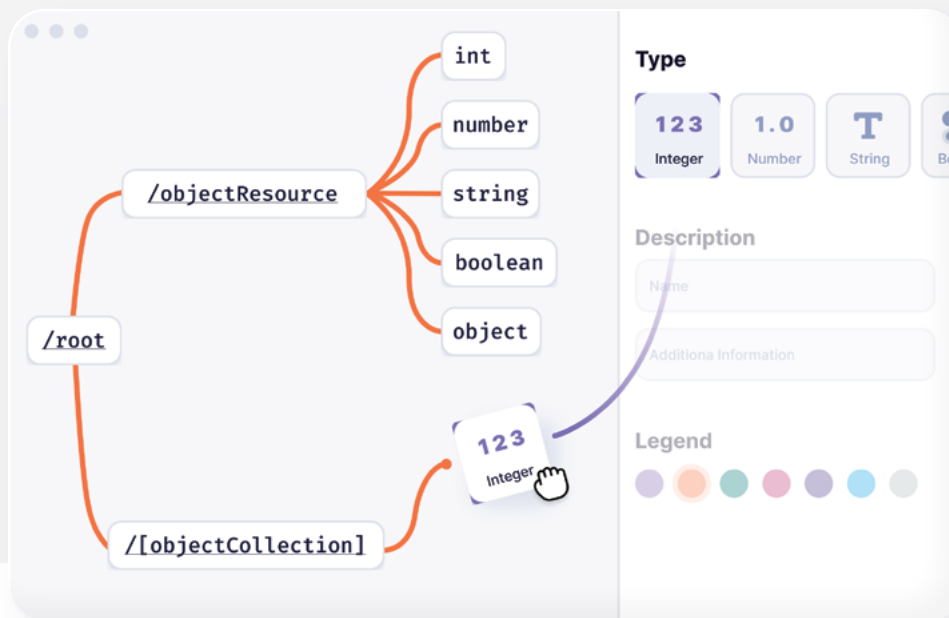 int
number
/objectResource
string
boolean
object
/root
123
Integer
/[objectCollection]
Type
123
Integer
1.0
Number
T
String
Description
Name
Additiona Information
Legend